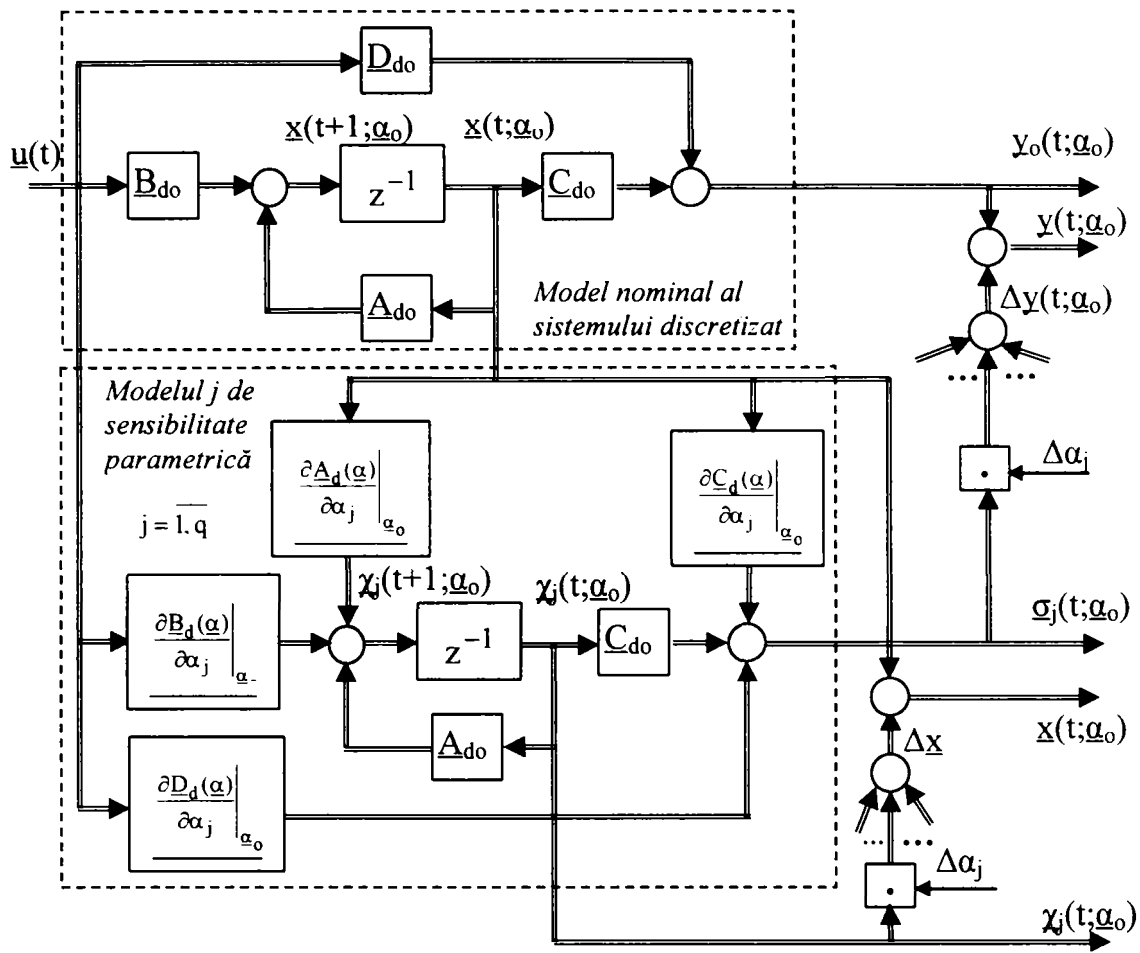 D_do
x(t+1;α_o)
x(t;α_o)
u(t)
B_do
z⁻¹
C_do
y_o(t;α_o)
y(t;α_o)
A_do
Model nominal al
sistemului discretizat
Δy(t;α_o)
... ...
Modelul j de
sensibilitate
parametrică
j = 1, q
∂A_d(α)/∂α_j |α_o
∂C_d(α)/∂α_j |α_o
Δα_j
.
χ_j(t+1;α_o)
χ_j(t;α_o)
∂B_d(α)/∂α_j |α_-
z⁻¹
C_do
σ_j(t;α_o)
A_do
x(t;α_o)
Δx
∂D_d(α)/∂α_j |α_o
... ...
Δα_j
.
χ_j(t;α_o)